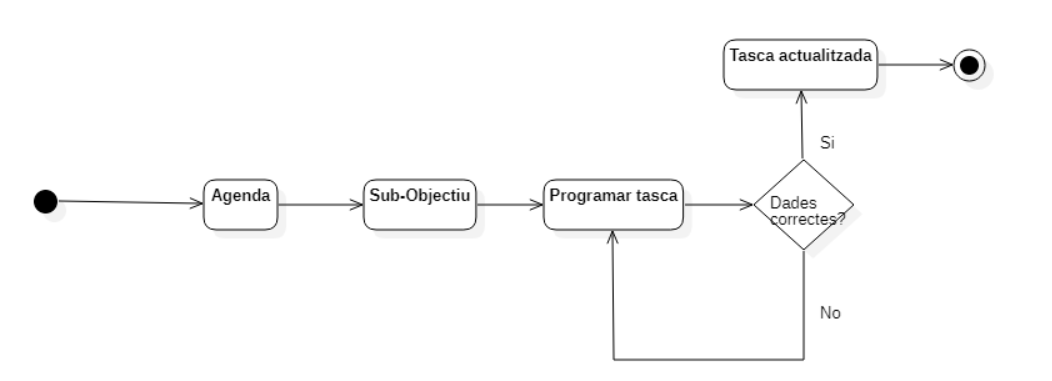 Tasca actualitzada
Si
Agenda
Sub-Objectiu
Programar tasca
Dades
correctes?
No